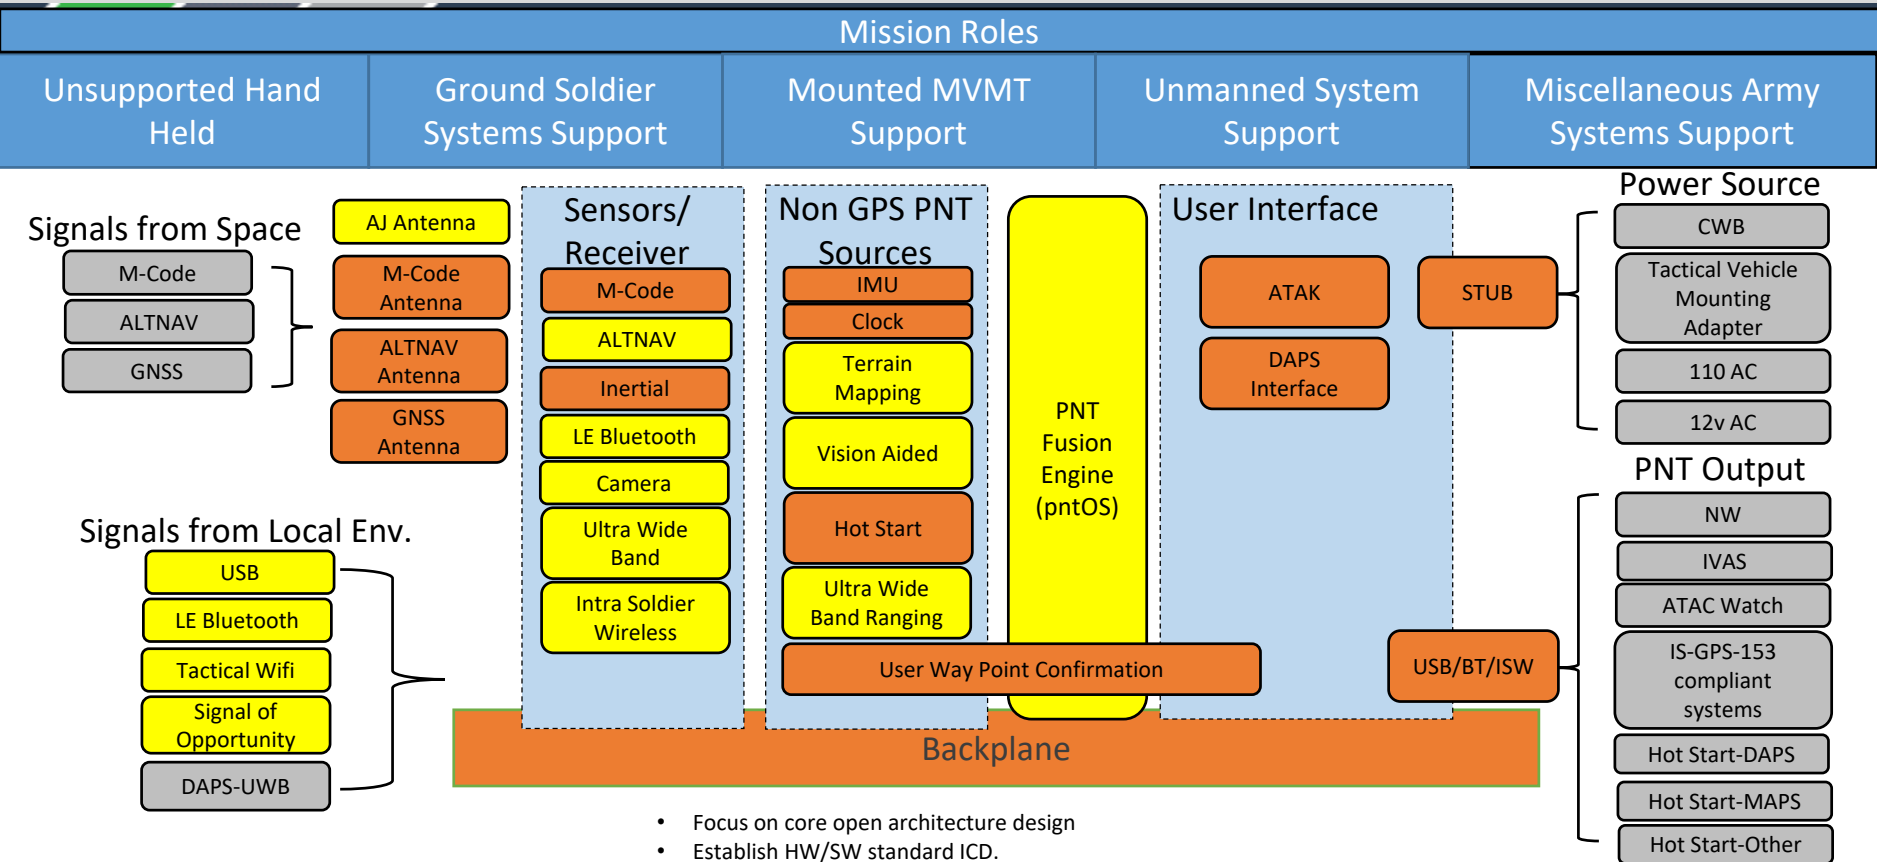 Mission Roles
Unsupported Hand
Held
Ground Soldier
Systems Support
Mounted MVMT
Support
Unmanned System
Support
Miscellaneous Army
Systems Support
Signals from Space
M-Code
ALTNAV
GNSS
AJ Antenna
M-Code
Antenna
ALTNAV
Antenna
GNSS
Antenna
Signals from Local Env.
USB
LE Bluetooth
Tactical Wifi
Signal of
Opportunity
DAPS-UWB
Sensors/
Receiver
M-Code
ALTNAV
Inertial
LE Bluetooth
Camera
Ultra Wide
Band
Intra Soldier
Wireless
Non GPS PNT
Sources
IMU
Clock
Terrain
Mapping
Vision Aided
Hot Start
Ultra Wide
Band Ranging
User Way Point Confirmation
PNT
Fusion
Engine
(pntOS)
User Interface
ATAK
DAPS
Interface
STUB
USB/BT/ISW
Power Source
CWB
Tactical Vehicle
Mounting
Adapter
110 AC
12v AC
PNT Output
NW
IVAS
ATAC Watch
IS-GPS-153
compliant
systems
Hot Start-DAPS
Hot Start-MAPS
Hot Start-Other
Backplane
• Focus on core open architecture design
• Establish HW/SW standard ICD.